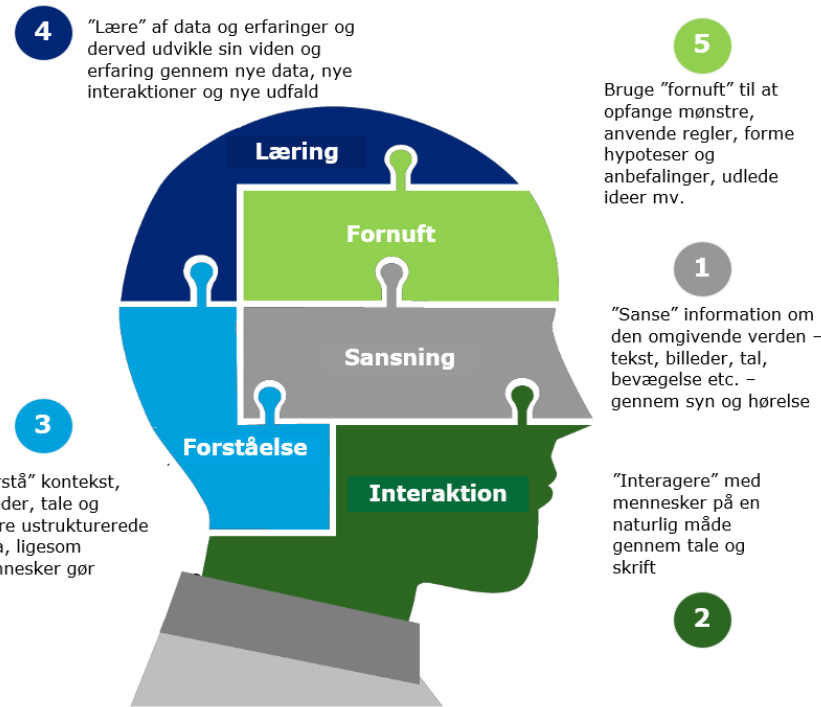 4
”Lære” af data og erfaringer og
derved udvikle sin viden og
erfaring gennem nye data, nye
interaktioner og nye udfald
5
Bruge ”fornuft” til at
opfange mønstre,
anvende regler, forme
hypoteser og
anbefalinger, udlede
ideer mv.
Læring
Fornuft
1
”Sanse” information om
den omgivende verden –
tekst, billeder, tal,
bevægelse etc. –
gennem syn og hørelse
Sansning
3
Forståelse
kontekst,
tale og
ustrukturerede
ligesom
gør
Interaktion
”Interagere” med
mennesker på en
naturlig måde
gennem tale og
skrift
2